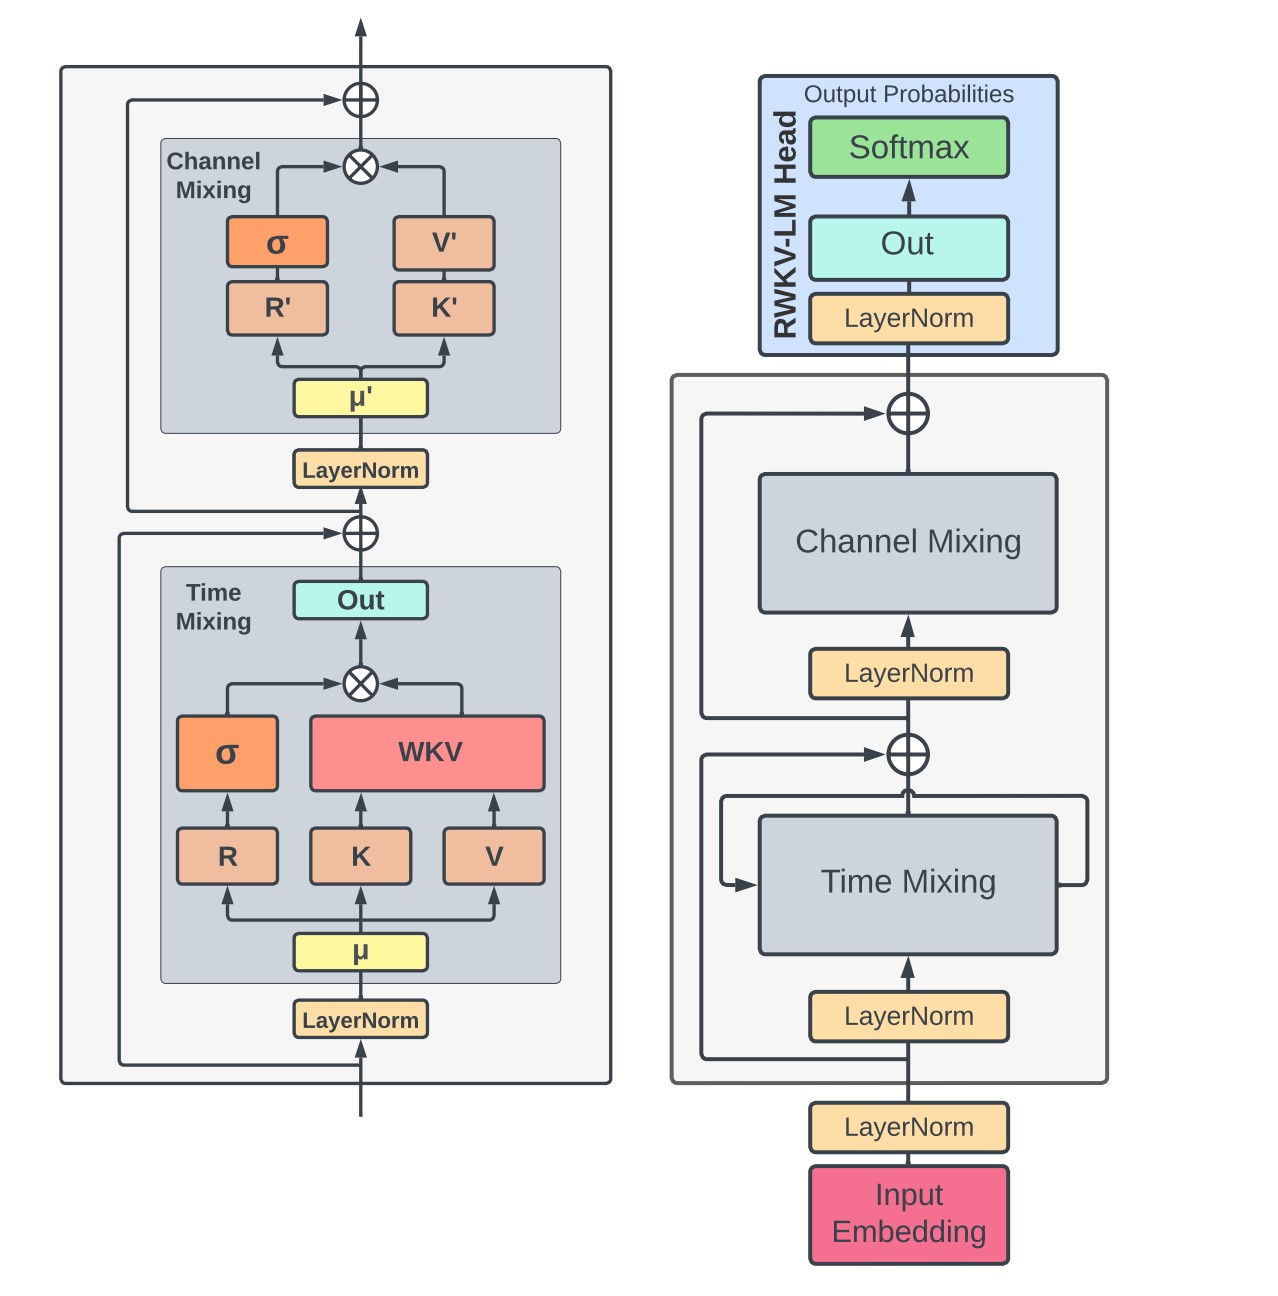 Channel
Mixing
σ
V'
R'
K'
μ'
LayerNorm
Time
Mixing
Out
σ
WKV
R
K
V
μ
LayerNorm
Output Probabilities
RWKV-LM Head
Softmax
Out
LayerNorm
Channel Mixing
LayerNorm
Time Mixing
LayerNorm
LayerNorm
Input
Embedding